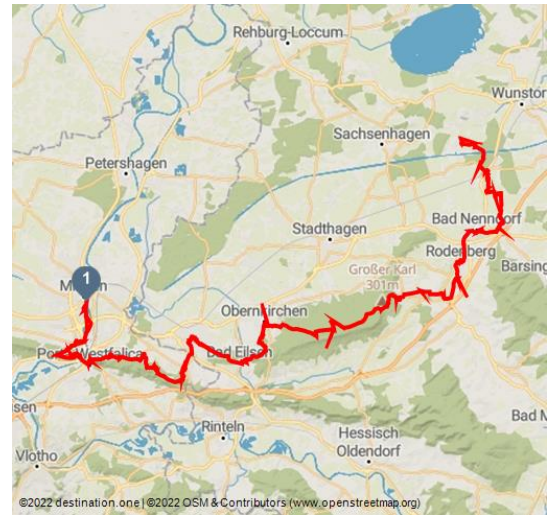 Rehburg-Loccum
Wunstor
Sachsenhagen
Petershagen
Bad Nenndorf
Stadthagen
Rodenberg
1
Großer Karl
301m
Barsing
Obernkirchen
Porta Westfalica
Bad Eilsen
Rinteln
Hessisch
Oldendorf
Bad M
sen
Vlotho
©2022 destination.one | ©2022 OSM & Contributors (www.openstreetmap.org)